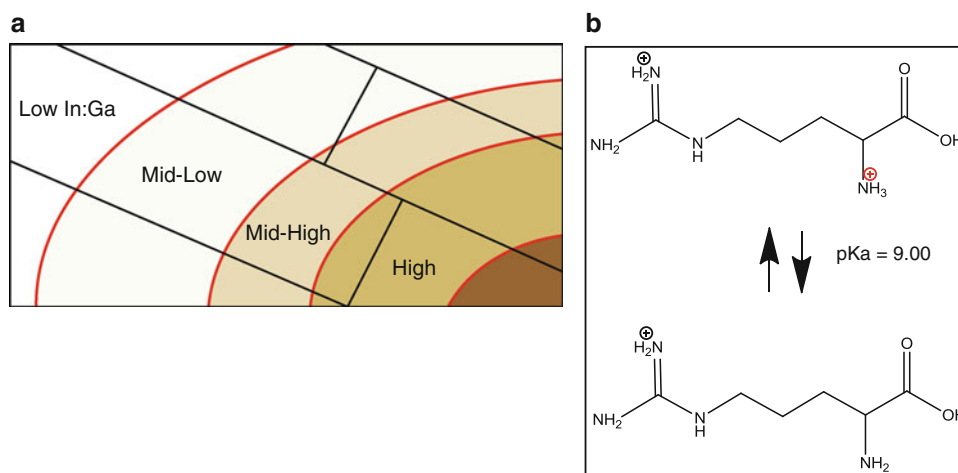 a
Low In:Ga
Mid-Low
Mid-High
High
b
⊕
H₂N
O
NH₂
N
H
OH
⊕
NH₃
pKa = 9.00
⊕
H₂N
O
NH₂
N
H
OH
NH₂